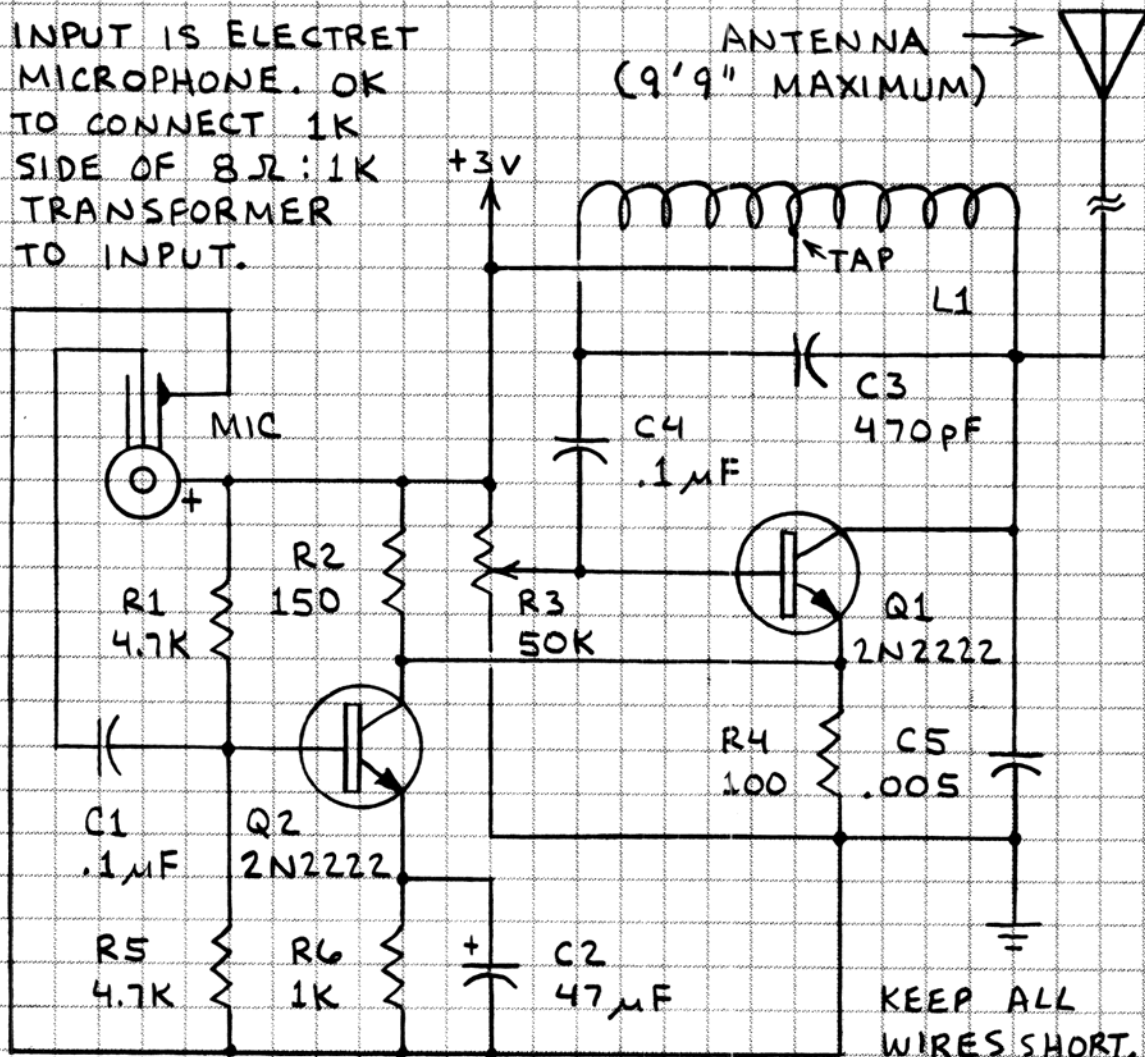 INPUT IS ELECTRET
MICROPHONE. OK
TO CONNECT 1K
SIDE OF 8Ω:1K
TRANSFORMER
TO INPUT.
ANTENNA
(9'9" MAXIMUM)
+3V
TAP
L1
MIC
+
C3
470pF
C4
.1μF
R2
150
R1
4.7K
R3
50K
Q1
2N2222
R4
100
C5
.005
C1
.1μF
Q2
2N2222
R5
4.7K
R6
1K
+
C2
47μF
KEEP ALL
WIRES SHORT.